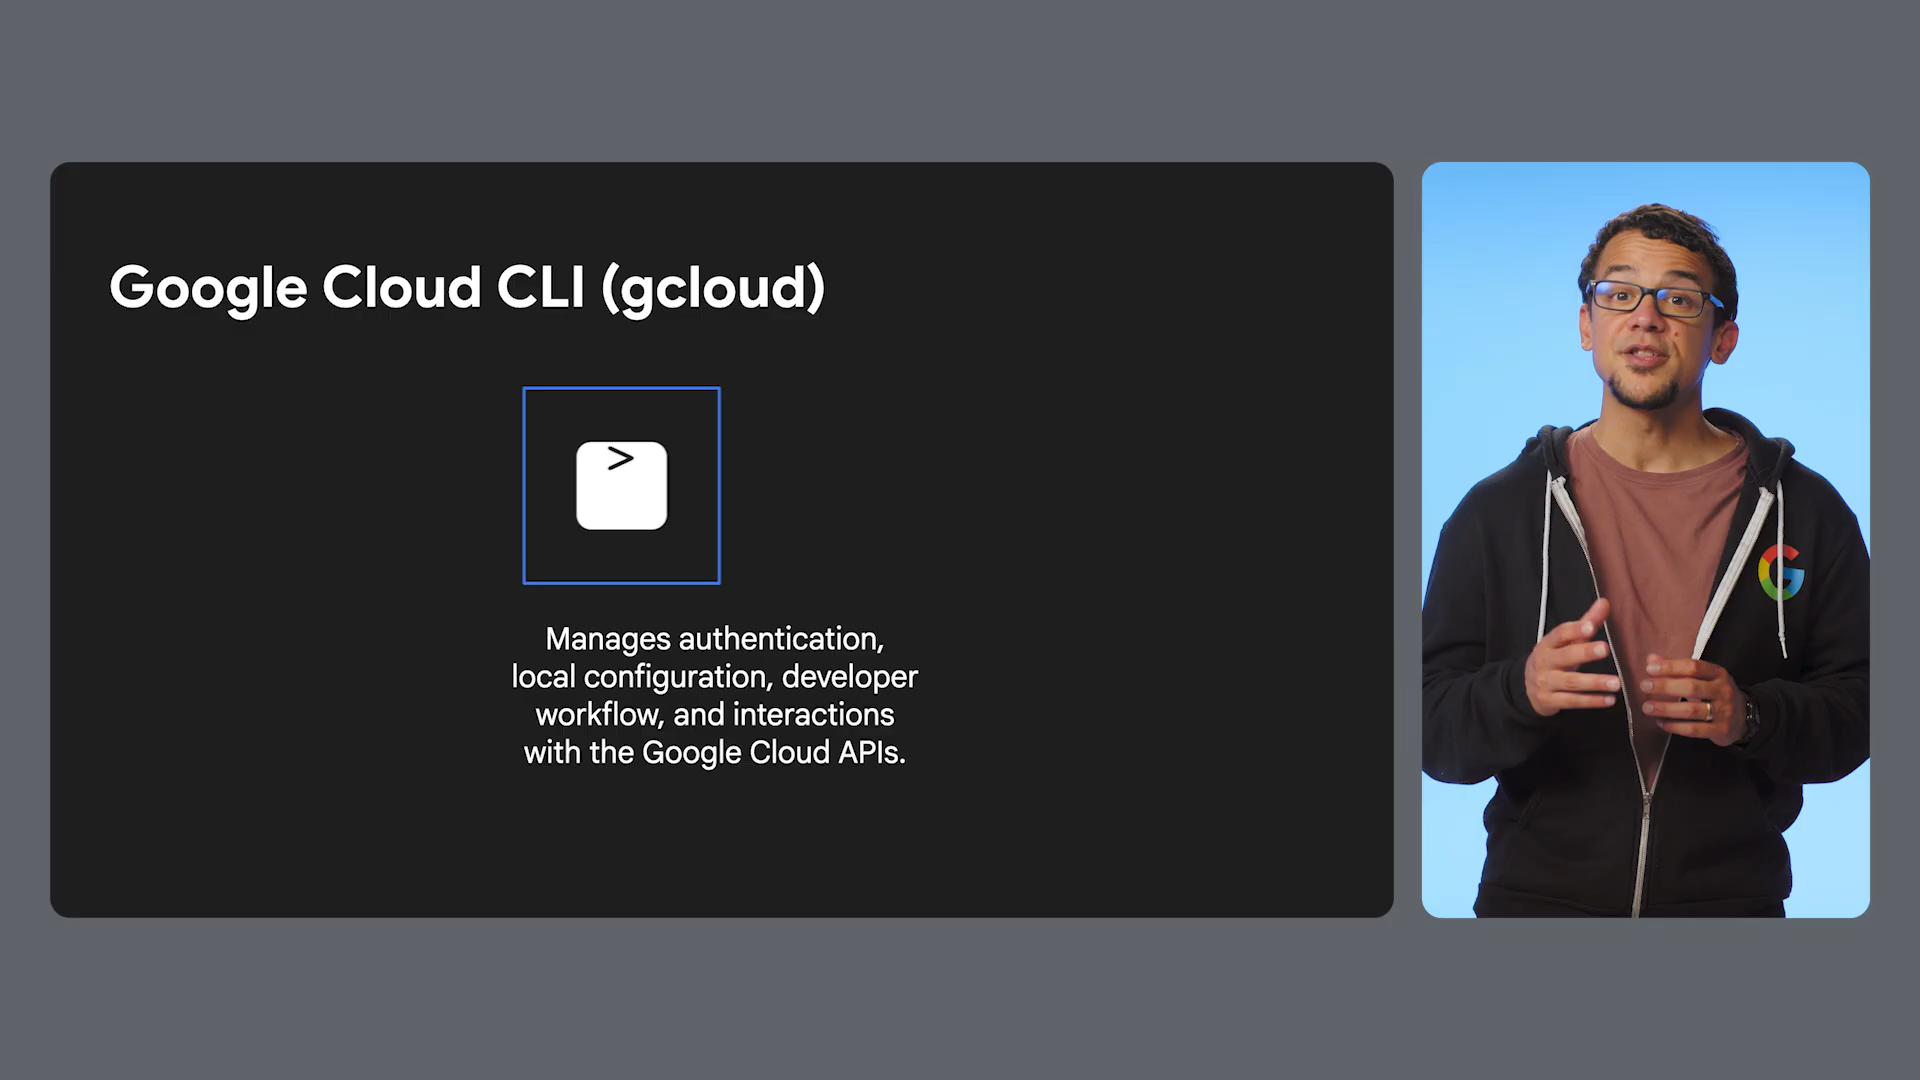 Google Cloud CLI (gcloud)
>
Manages authentication,
local configuration, developer
workflow, and interactions
with the Google Cloud APIs.
G